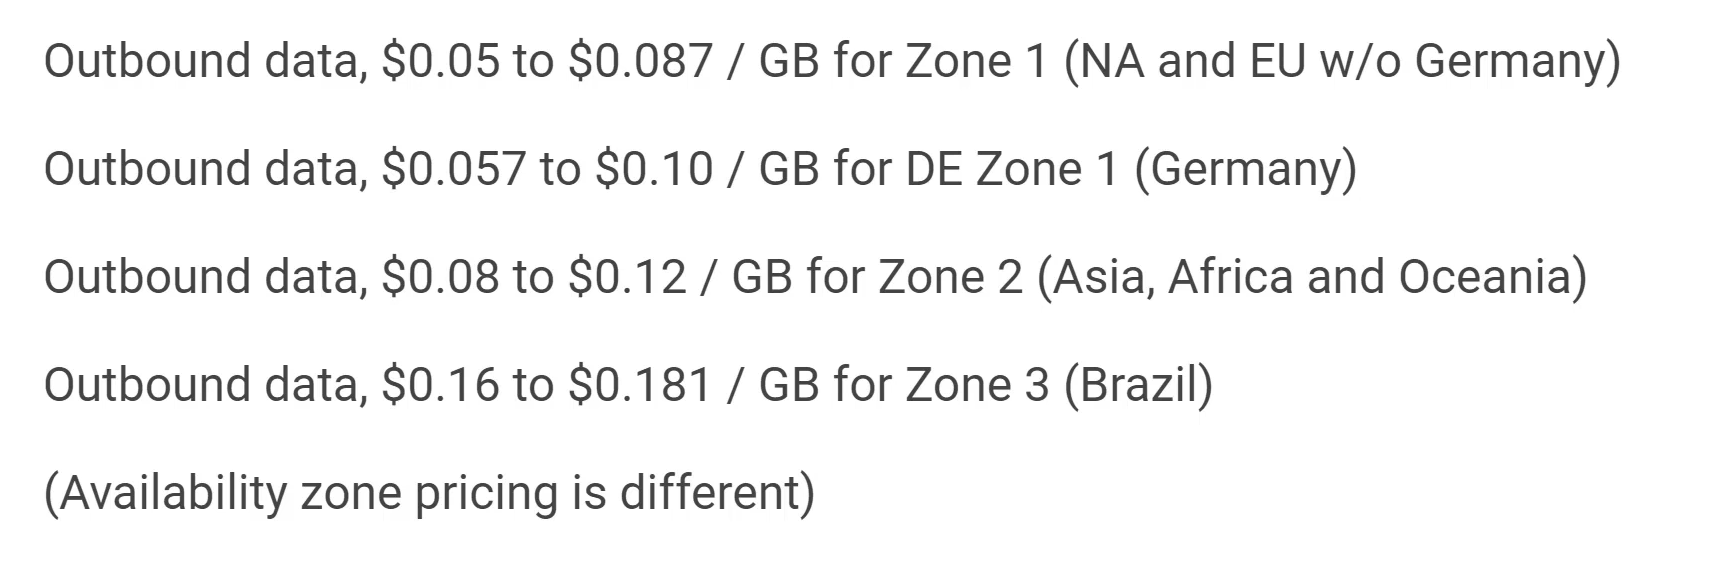 Outbound data, $0.05 to $0.087 / GB for Zone 1 (NA and EU w/o Germany)
Outbound data, $0.057 to $0.10 / GB for DE Zone 1 (Germany)
Outbound data, $0.08 to $0.12 / GB for Zone 2 (Asia, Africa and Oceania)
Outbound data, $0.16 to $0.181 / GB for Zone 3 (Brazil)
(Availability zone pricing is different)